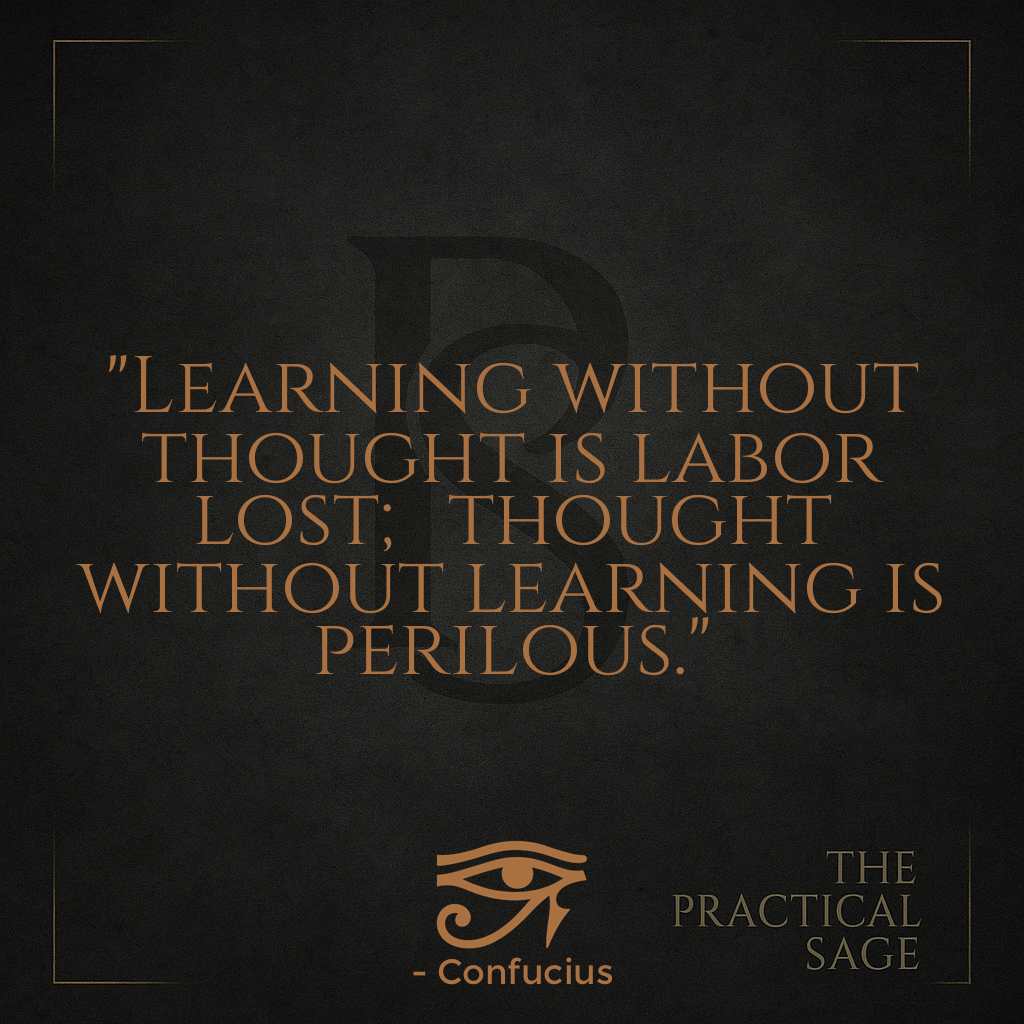 "Learning without
thought is labor
lost; thought
without learning is
perilous."
- Confucius
THE
PRACTICAL
SAGE